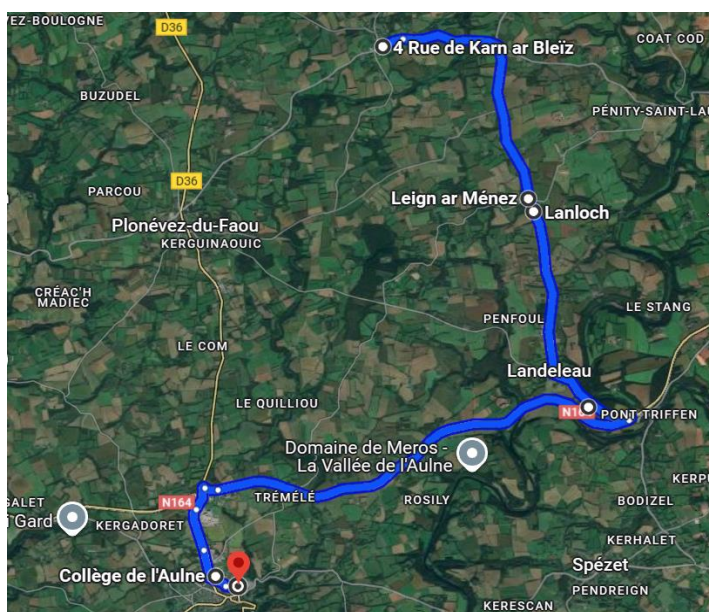 VEZ-BOULOGNE
D36
4 Rue de Karn ar Bleïz
COAT COD
BUZUDEL
PÉNITY-SAINT-LAU
PARCOU
D36
Leign ar Ménez
Lanloch
Plonévez-du-Faou
KERGUINAOUIC
CRÉAC'H
MADIEC
LE STANG
PENFOUL
LE COM
Landeleau
LE QUILLIOU
N164
PONT TRIFFEN
Domaine de Meros -
La Vallée de l'Aulne
GALET
N164
TRÉMÉLÉ
ROSILY
KERPU
BODIZEL
i'Gard
KERGADORET
KERHALET
Collège de l'Aulne
Spézet
PENDREIGN
KERESCAN